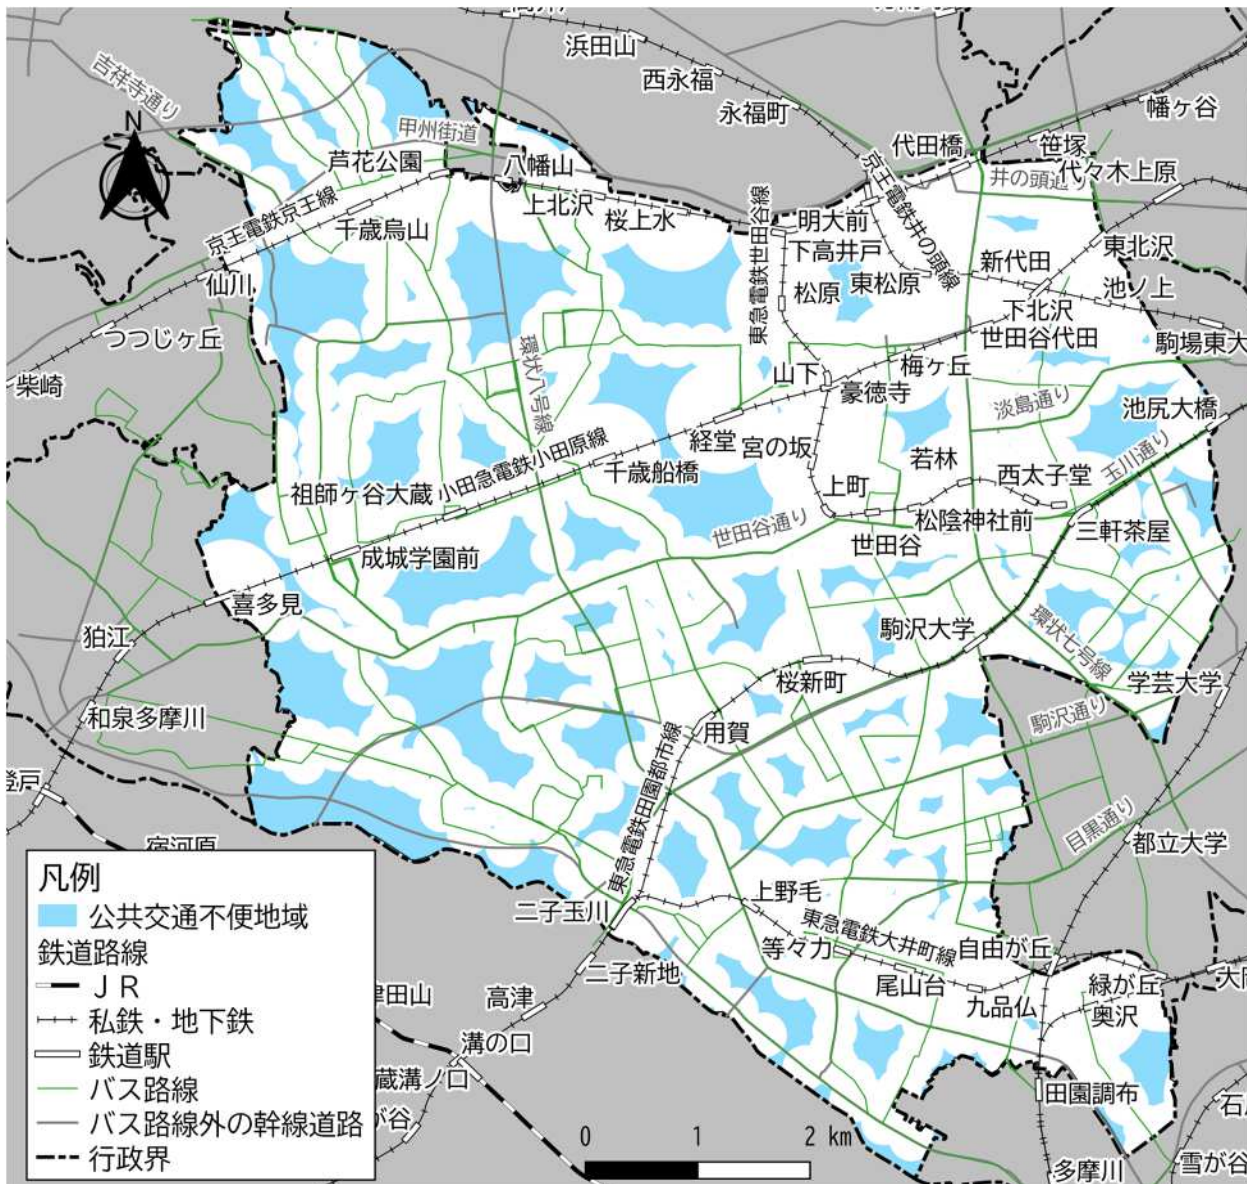 浜田山
西永福
永福町
幡ヶ谷
吉祥寺通り
N
甲州街道
代田橋
笹塚
芦花公園
八幡山
京王電鉄井の頭線
井の頭通り
代々木上原
京王電鉄京王線
千歳烏山
上北沢
桜上水
東急電鉄世田谷線
明大前
下高井戸
東北沢
仙川
松原
東松原
新代田
池ノ上
つつじヶ丘
下北沢
世田谷代田
駒場東大
柴崎
環状八号線
山下
梅ヶ丘
豪徳寺
淡島通り
池尻大橋
小田急電鉄小田原線
経堂
宮の坂
若林
玉川通り
祖師ヶ谷大蔵
千歳船橋
上町
西太子堂
世田谷通り
松陰神社前
三軒茶屋
成城学園前
世田谷
喜多見
狛江
駒沢大学
環状七号線
桜新町
学芸大学
和泉多摩川
用賀
駒沢通り
東急電鉄田園都市線
登戸
目黒通り
宿河原
都立大学
凡例
公共交通不便地域
鉄道路線
ＪＲ
私鉄・地下鉄
鉄道駅
バス路線
バス路線外の幹線道路
行政界
二子玉川
上野毛
東急電鉄大井町線
等々力
自由が丘
二子新地
尾山台
緑が丘
九品仏
奥沢
津田山
高津
溝の口
蔵溝ノ口
が谷
田園調布
0 1 2 km
多摩川
雪が谷